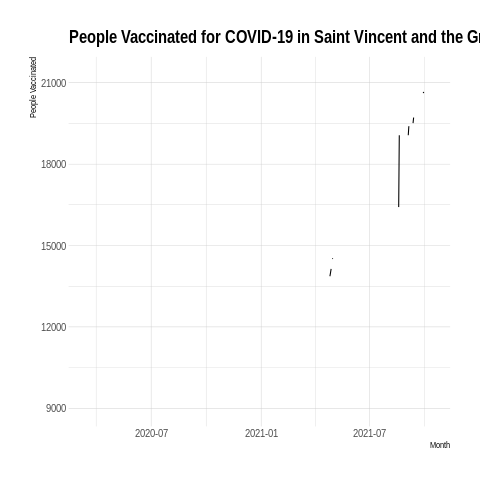 People Vaccinated for COVID-19 in Saint Vincent and the Gr
People Vaccinated
21000
18000
15000
12000
9000
2020-07 2021-01 2021-07
Month